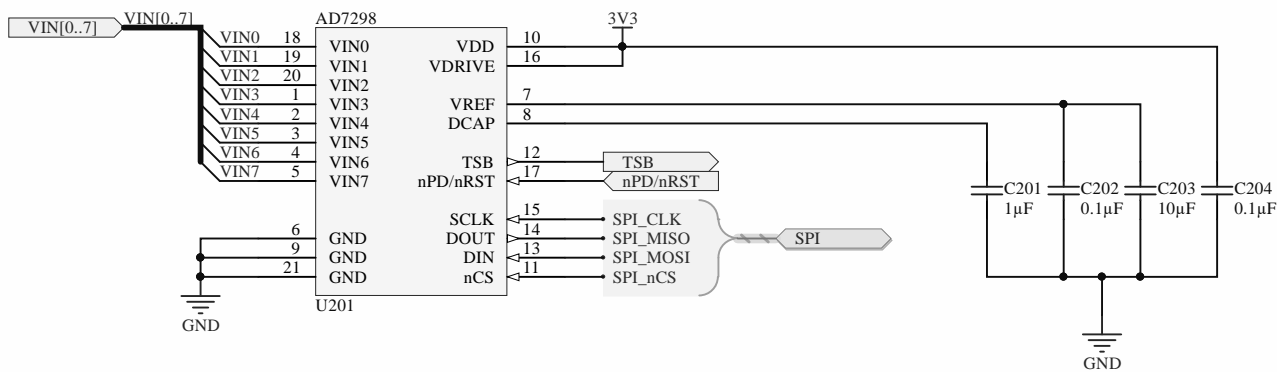 AD7298
3V3
VIN[0..7]
VIN[0..7]
VIN0 18 VIN0
VIN1 19 VIN1
VIN2 20 VIN2
VIN3 1 VIN3
VIN4 2 VIN4
VIN5 3 VIN5
VIN6 4 VIN6
VIN7 5 VIN7
6 GND
9 GND
21 GND
GND
VDD 10
VDRIVE 16
VREF 7
DCAP 8
TSB 12 TSB
nPD/nRST 17 nPD/nRST
SCLK 15 SPI_CLK
DOUT 14 SPI_MISO
DIN 13 SPI_MOSI
nCS 11 SPI_nCS
SPI
U201
C201
1µF
C202
0.1µF
C203
10µF
C204
0.1µF
GND